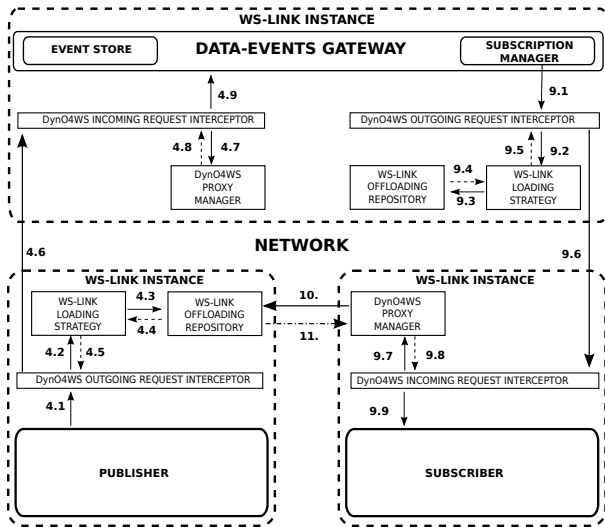 WS-LINK INSTANCE
EVENT STORE
DATA-EVENTS GATEWAY
SUBSCRIPTION
MANAGER
4.9
9.1
DynO4WS INCOMING REQUEST INTERCEPTOR
DynO4WS OUTGOING REQUEST INTERCEPTOR
4.8
4.7
9.5
9.2
DynO4WS
PROXY
MANAGER
WS-LINK
OFFLOADING
REPOSITORY
9.4
9.3
WS-LINK
LOADING
STRATEGY
4.6
NETWORK
9.6
WS-LINK INSTANCE
WS-LINK
LOADING
STRATEGY
4.3
4.4
WS-LINK
OFFLOADING
REPOSITORY
10.
11.
WS-LINK INSTANCE
DynO4WS
PROXY
MANAGER
4.2
4.5
9.7
9.8
DynO4WS OUTGOING REQUEST INTERCEPTOR
DynO4WS INCOMING REQUEST INTERCEPTOR
4.1
9.9
PUBLISHER
SUBSCRIBER